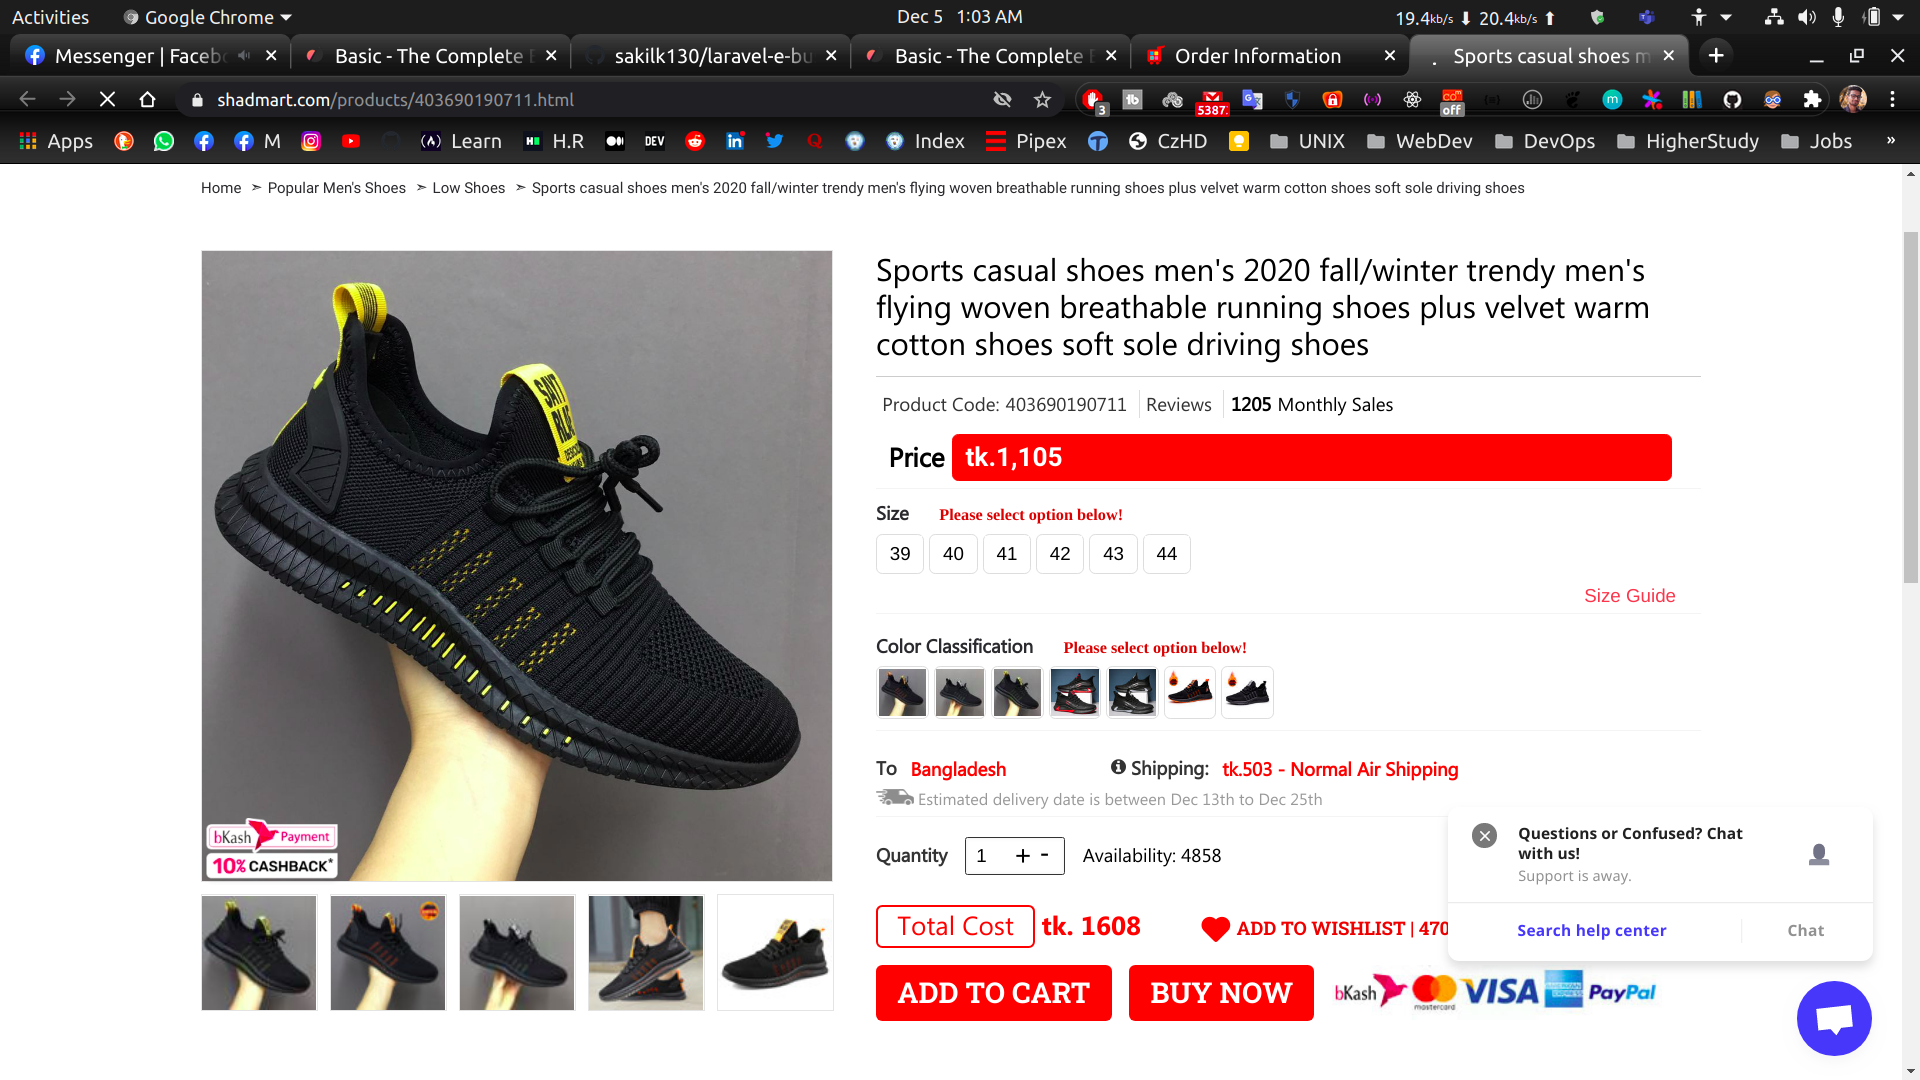 Activities
Google Chrome
Dec 5 1:03 AM
19.4kb/s ⬇ 20.4kb/s ⬆
Messenger | Faceb
Basic - The Complete E
sakilk130/laravel-e-bu
Basic - The Complete E
Order Information
Sports casual shoes m
shadmart.com/products/403690190711.html
3
5387
off
Apps
M
Learn
H.R
DEV
Index
Pipex
CzHD
UNIX
WebDev
DevOps
HigherStudy
Jobs
»
Home ➣ Popular Men's Shoes ➣ Low Shoes ➣ Sports casual shoes men's 2020 fall/winter trendy men's flying woven breathable running shoes plus velvet warm cotton shoes soft sole driving shoes
Sports casual shoes men's 2020 fall/winter trendy men's
flying woven breathable running shoes plus velvet warm
cotton shoes soft sole driving shoes
Product Code: 403690190711 Reviews 1205 Monthly Sales
Price tk.1,105
Size Please select option below!
39 40 41 42 43 44
Size Guide
Color Classification Please select option below!
To Bangladesh Shipping: tk.503 - Normal Air Shipping
Estimated delivery date is between Dec 13th to Dec 25th
Quantity 1 + - Availability: 4858
Total Cost tk. 1608
ADD TO WISHLIST | 470
ADD TO CART
BUY NOW
bKash mastercard VISA AMERICAN EXPRESS PayPal
bKash Payment
10% CASHBACK*
Questions or Confused? Chat
with us!
Support is away.
Search help center
Chat